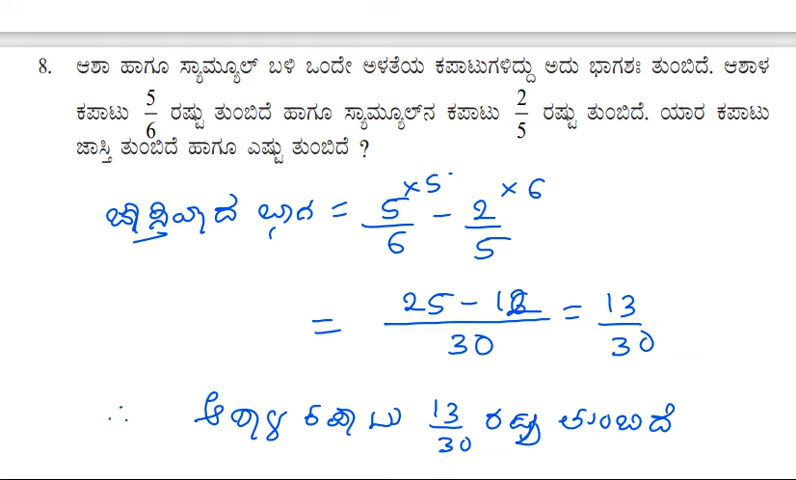 8. ಆಶಾ ಹಾಗೂ ಸ್ಯಾಮ್ಯೂಲ್ ಬಳಿ ಒಂದೇ ಅಳತೆಯ ಕಪಾಟುಗಳಿದ್ದು ಅದು ಭಾಗಶಃ ತುಂಬಿದೆ. ಆಶಾಳ
ಕಪಾಟು 5/6 ರಷ್ಟು ತುಂಬಿದೆ ಹಾಗೂ ಸ್ಯಾಮ್ಯೂಲ್‌ನ ಕಪಾಟು 2/5 ರಷ್ಟು ತುಂಬಿದೆ. ಯಾರ ಕಪಾಟು
ಜಾಸ್ತಿ ತುಂಬಿದೆ ಹಾಗೂ ಎಷ್ಟು ತುಂಬಿದೆ ?
ಜಾಸ್ತಿಯಾದ ಭಾಗ = 5/6 ×5 - 2/5 ×6
= 25 - 12/30 = 13/30
∴ ಆಶಾಳ ಕಪಾಟು 13/30 ರಷ್ಟು ತುಂಬಿದೆ